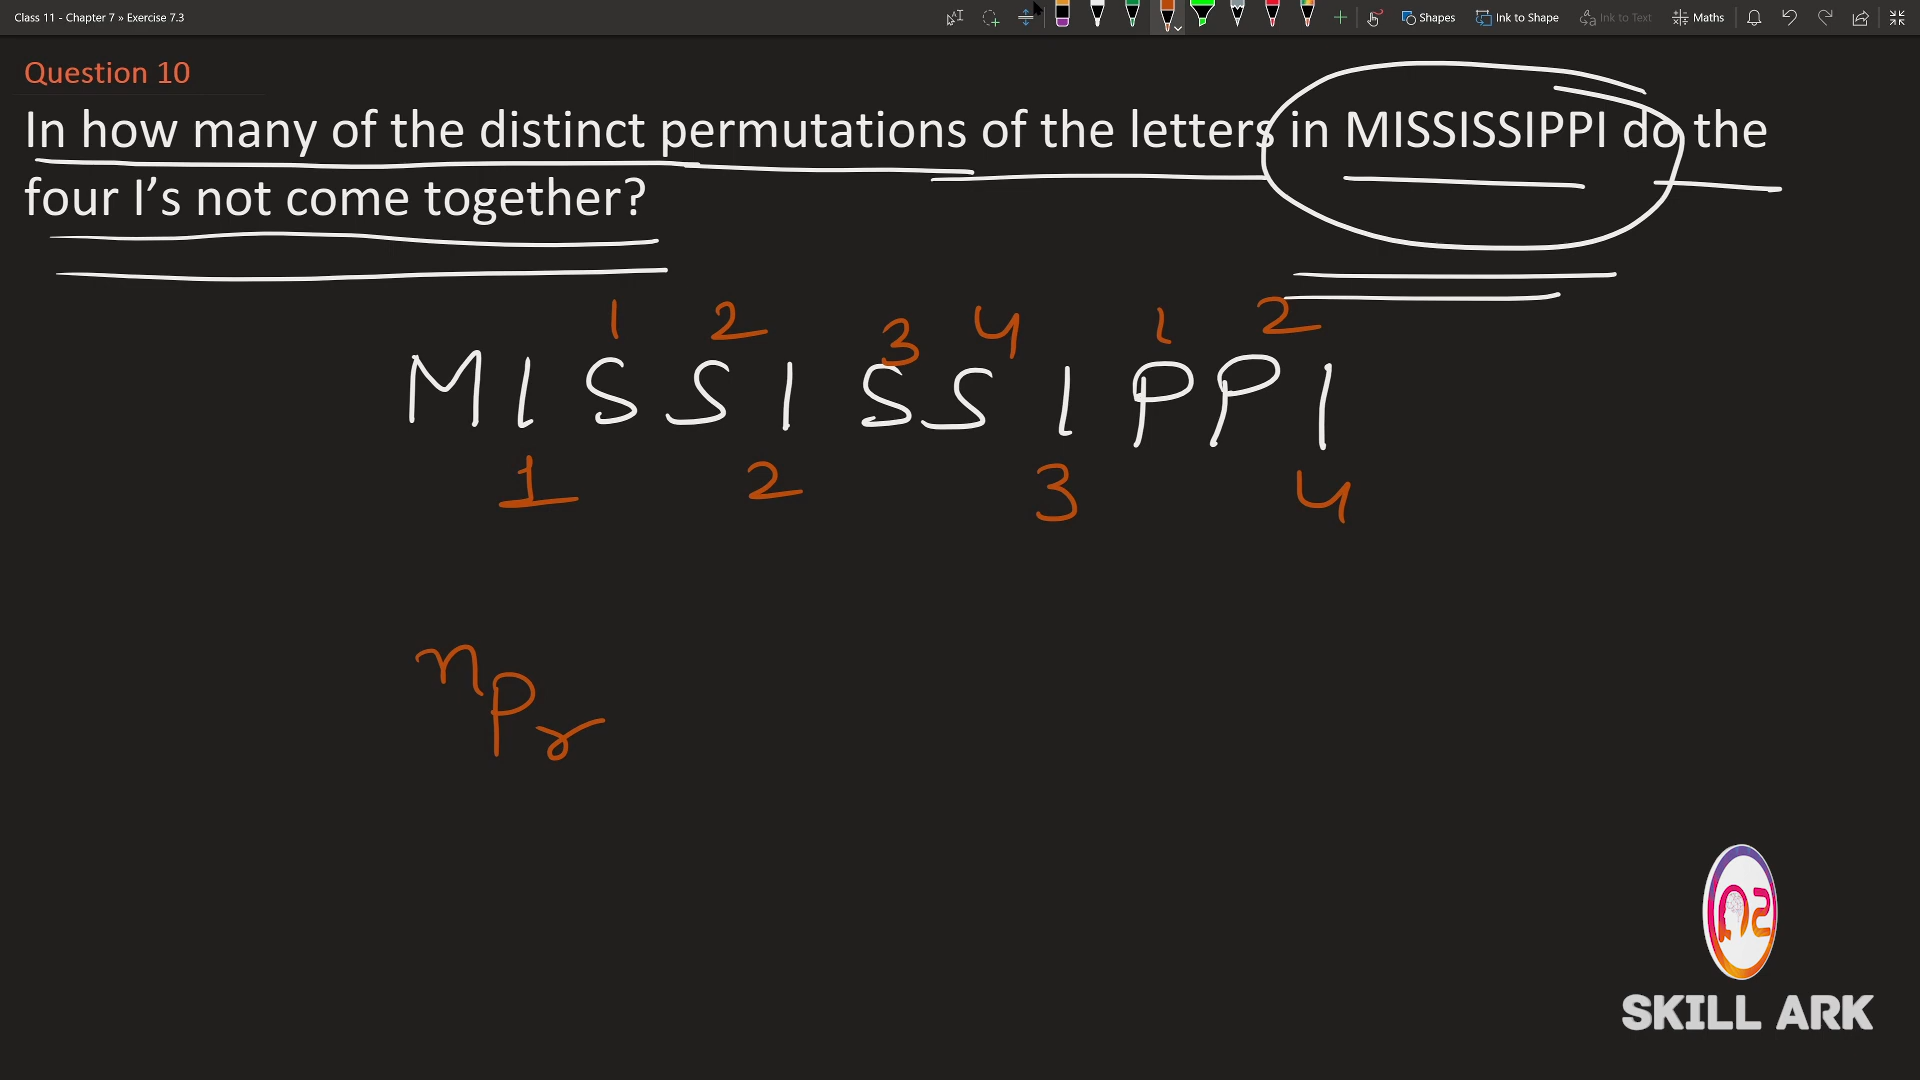 Class 11 - Chapter 7 » Exercise 7.3
Shapes Ink to Shape Ink to Text Maths
Question 10
In how many of the distinct permutations of the letters in MISSISSIPPI do the
four I’s not come together?
1 2 3 4 1 2
M I S S I S S I P P I
1 2 3 4
nPr
SKILL ARK